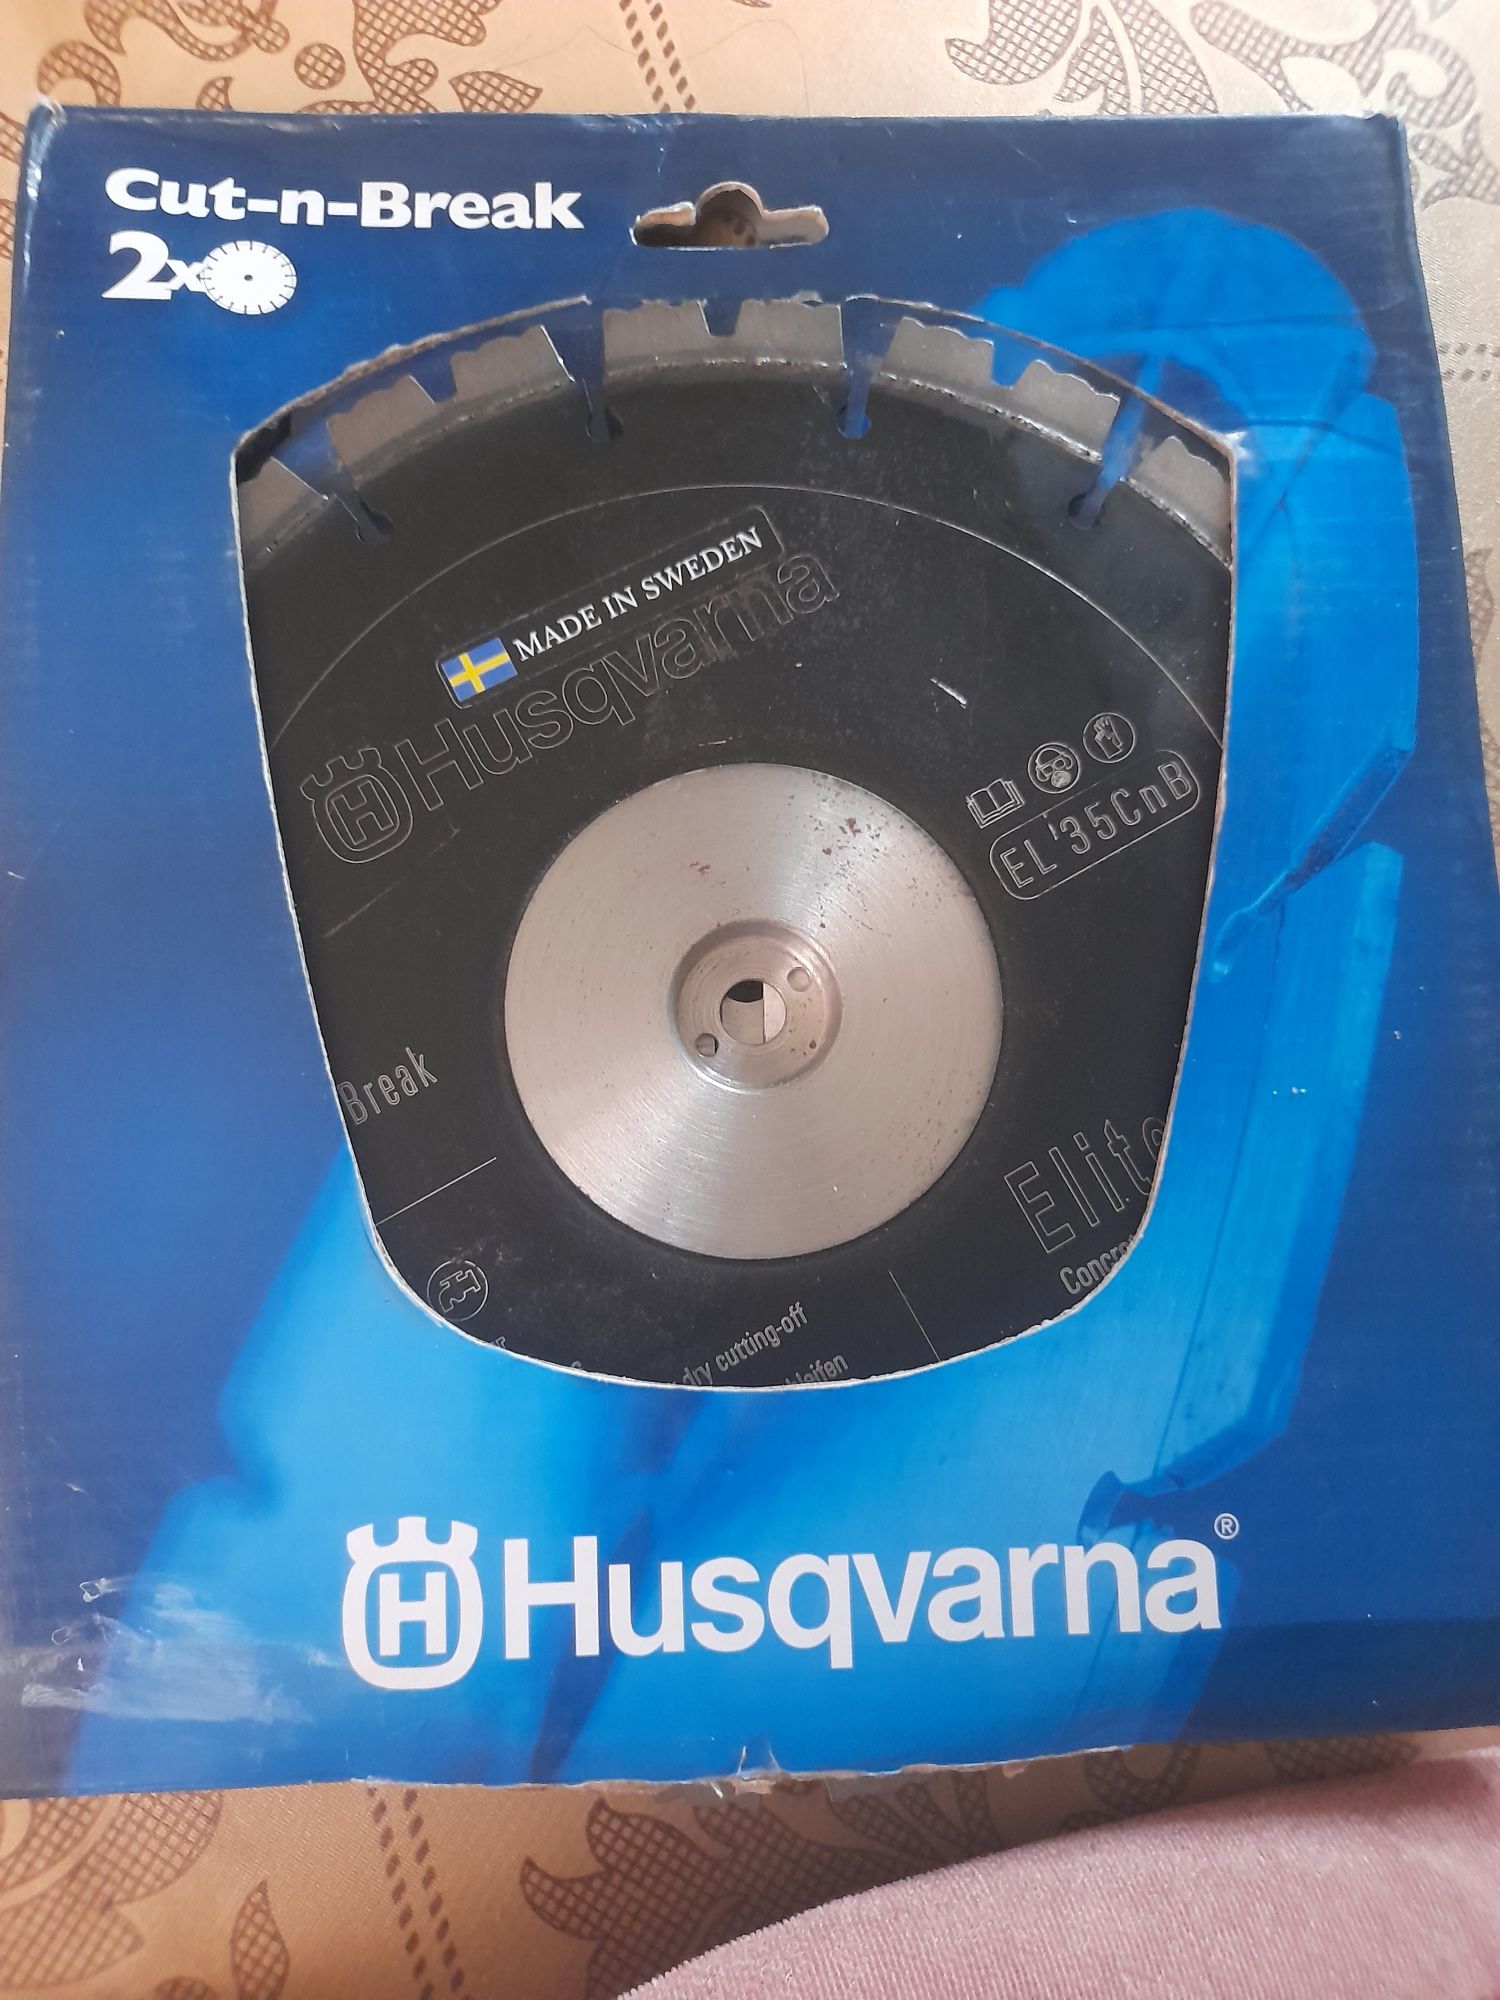 Cut-n-Break
2x
MADE IN SWEDEN
H Husqvarna
EL 35CnB
Break
Elite
dry cutting-off
H Husqvarna®